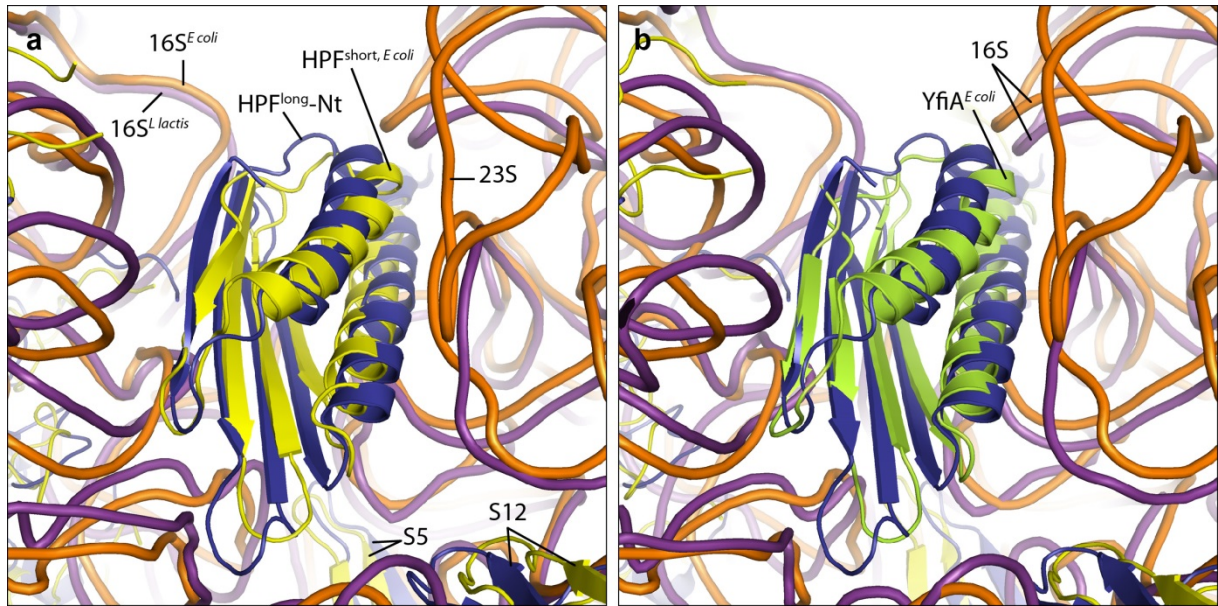 a
16S^E coli
16S^L lactis
HPF^short, E coli
HPF^long-Nt
23S
S5
S12
b
16S
YfiA^E coli